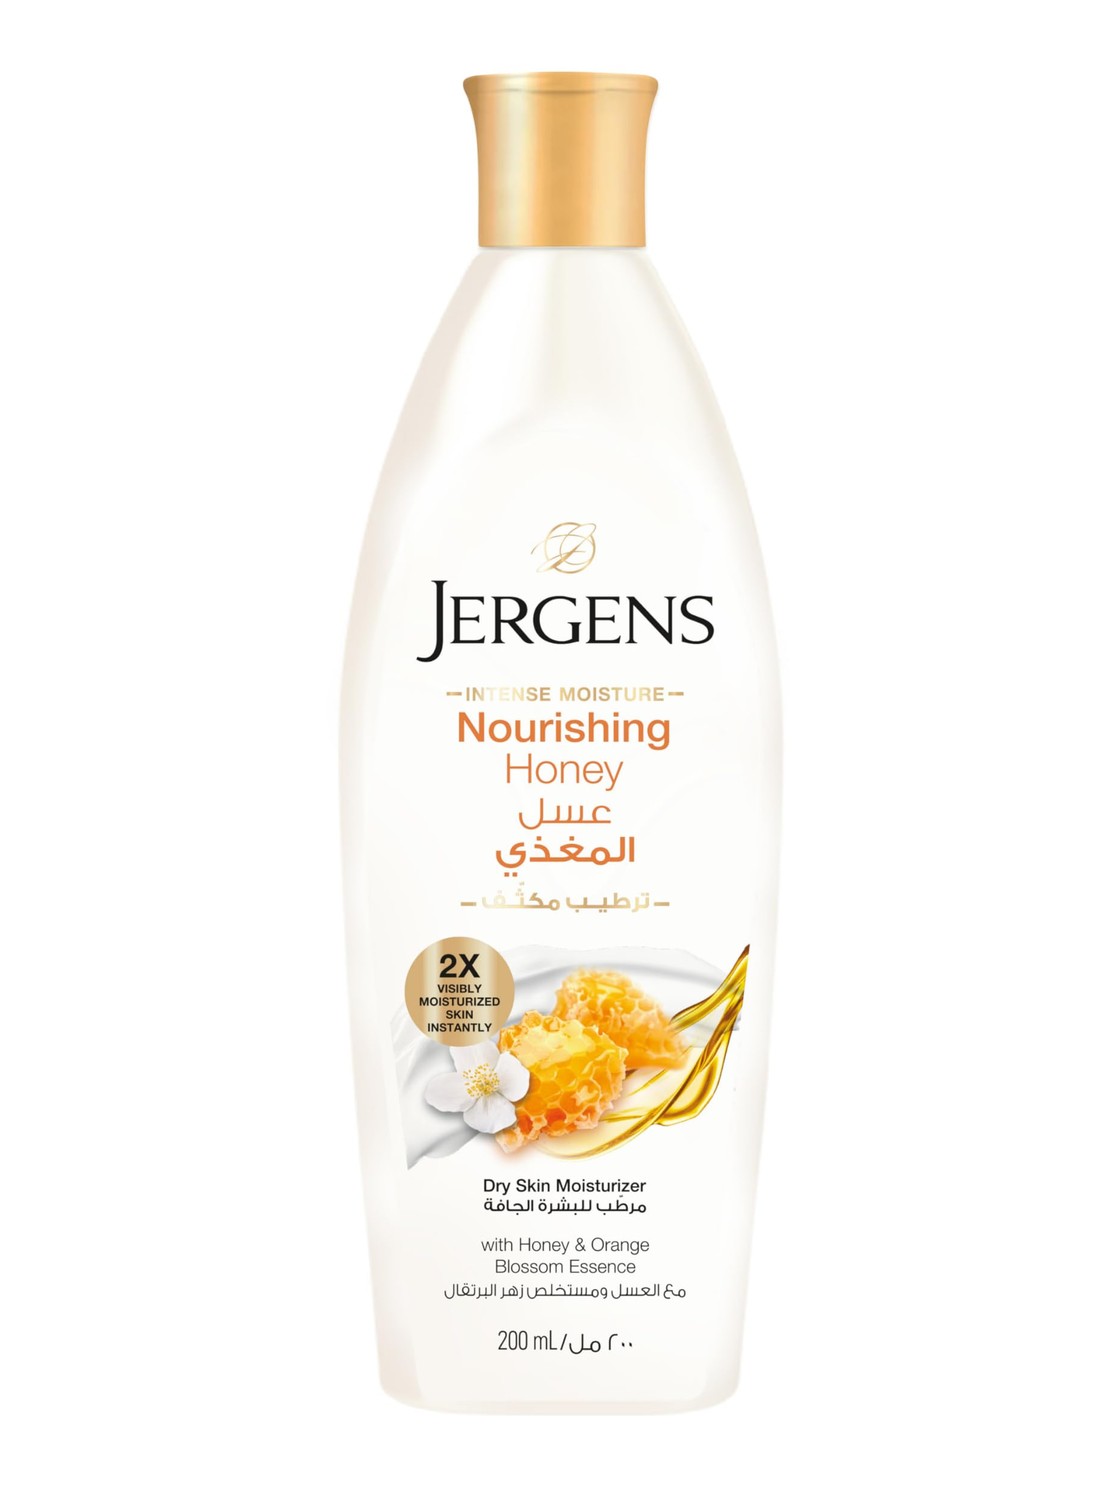 JERGENS
INTENSE MOISTURE
Nourishing
Honey
عسل
المغذي
ترطيب مكثّف
2X
VISIBLY
MOISTURIZED
SKIN
INSTANTLY
Dry Skin Moisturizer
مرطّب للبشرة الجافة
with Honey & Orange
Blossom Essence
مع العسل ومستخلص زهر البرتقال
200 mL/٢٠٠ مل